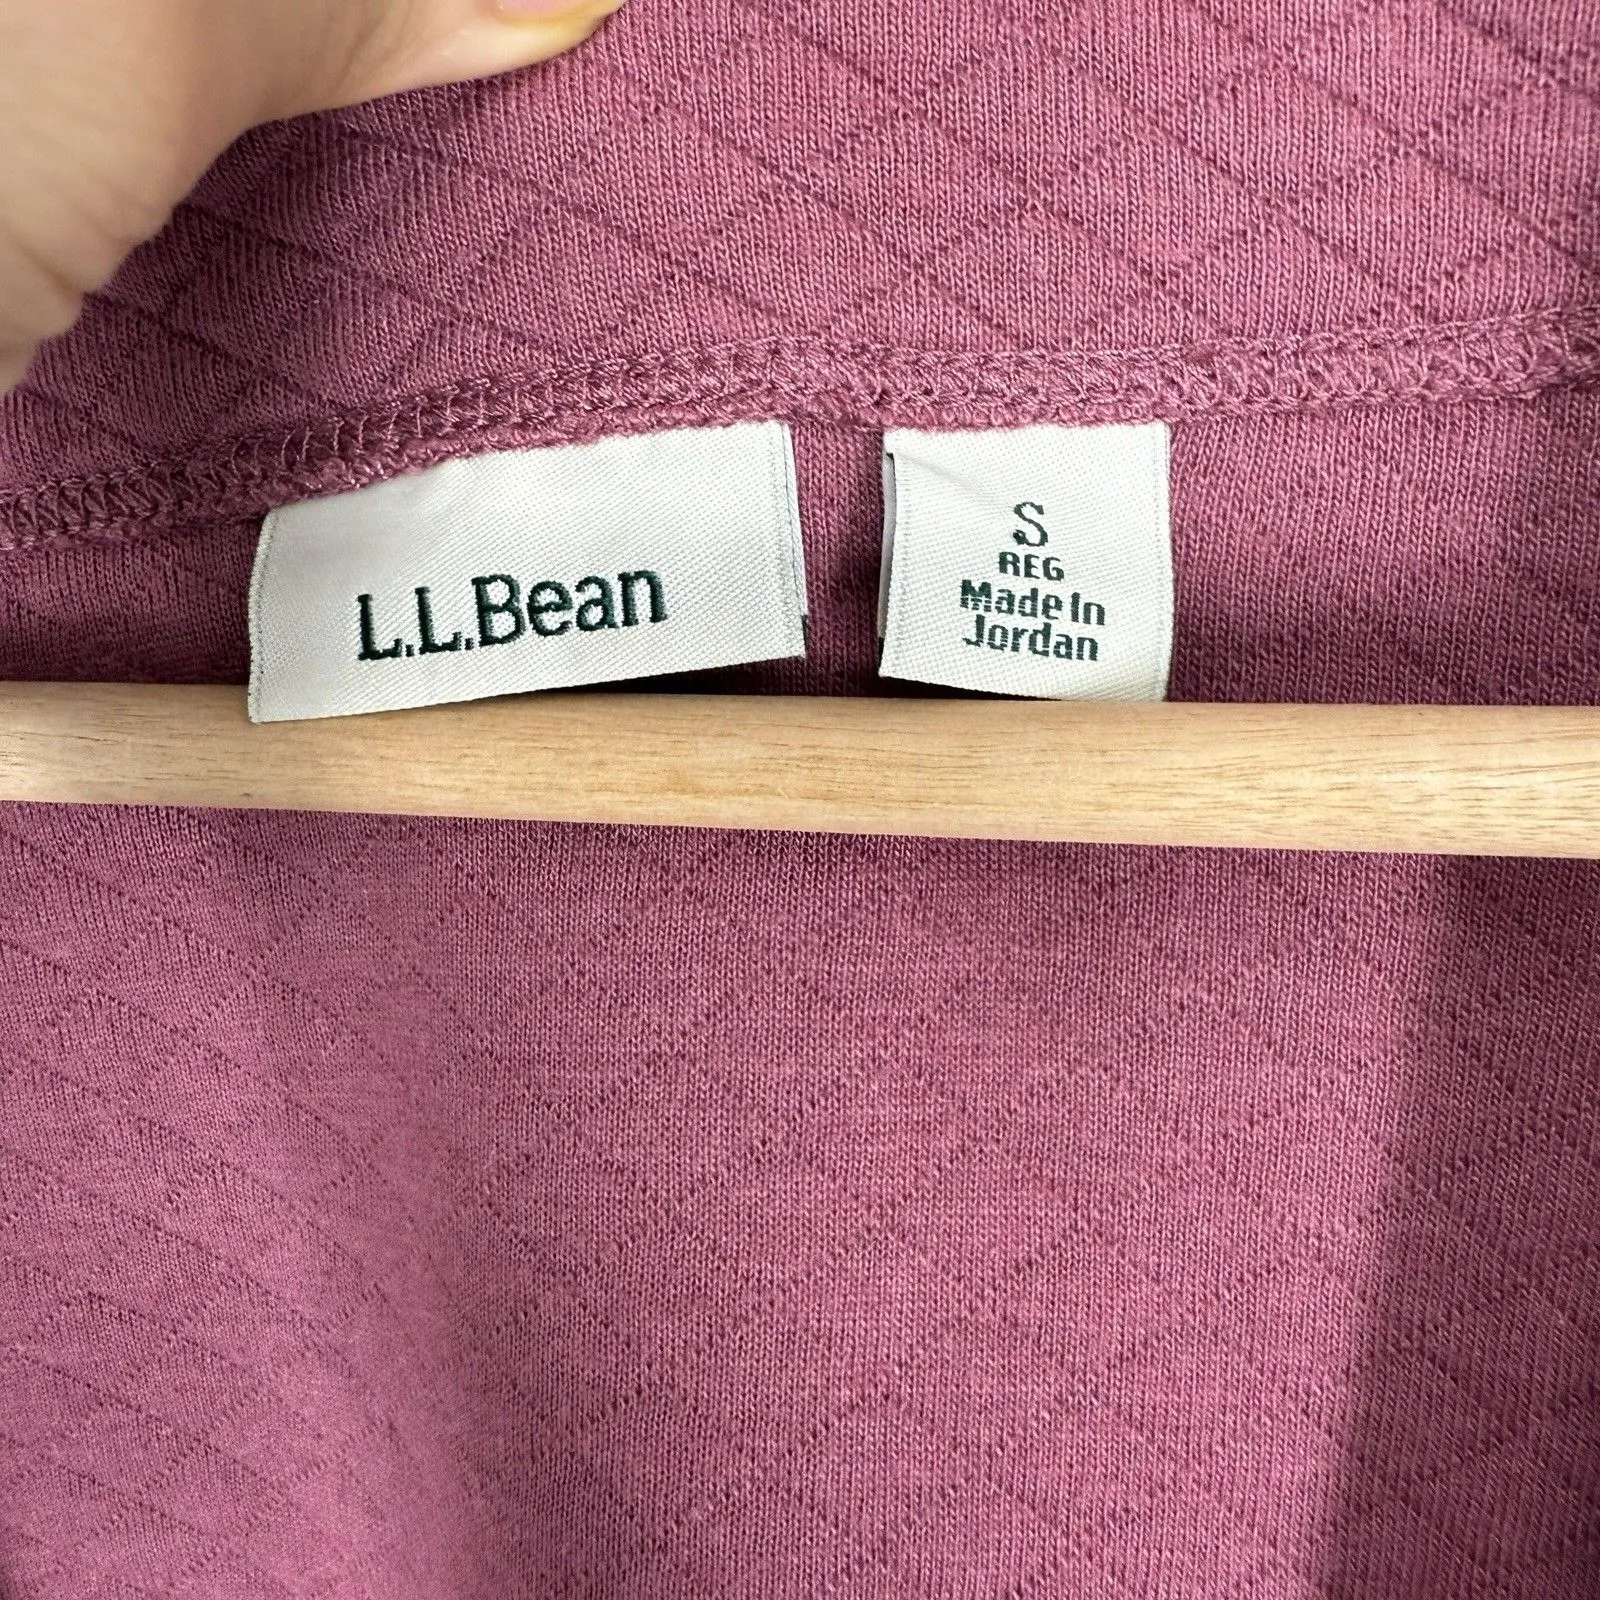 L.L.Bean
S
REG
Made In
Jordan